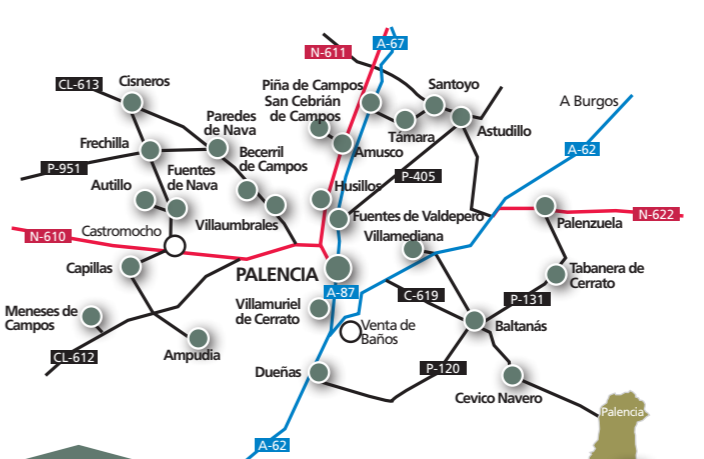 N-611
A-67
CL-613
Cisneros
Piña de Campos
San Cebrián
de Campos
Santoyo
A Burgos
Paredes
de Nava
Támara
Astudillo
Frechilla
Amusco
A-62
Becerril
de Campos
P-951
Fuentes
de Nava
P-405
Autillo
Husillos
Villaumbrales
Fuentes de Valdepero
Palenzuela
N-622
N-610
Castromocho
Villamediana
Capillas
PALENCIA
Tabanera de
Cerrato
A-87
C-619
P-131
Meneses de
Campos
Villamuriel
de Cerrato
Venta de
Baños
Baltanás
CL-612
Ampudia
Dueñas
P-120
Cevico Navero
Palencia
A-62